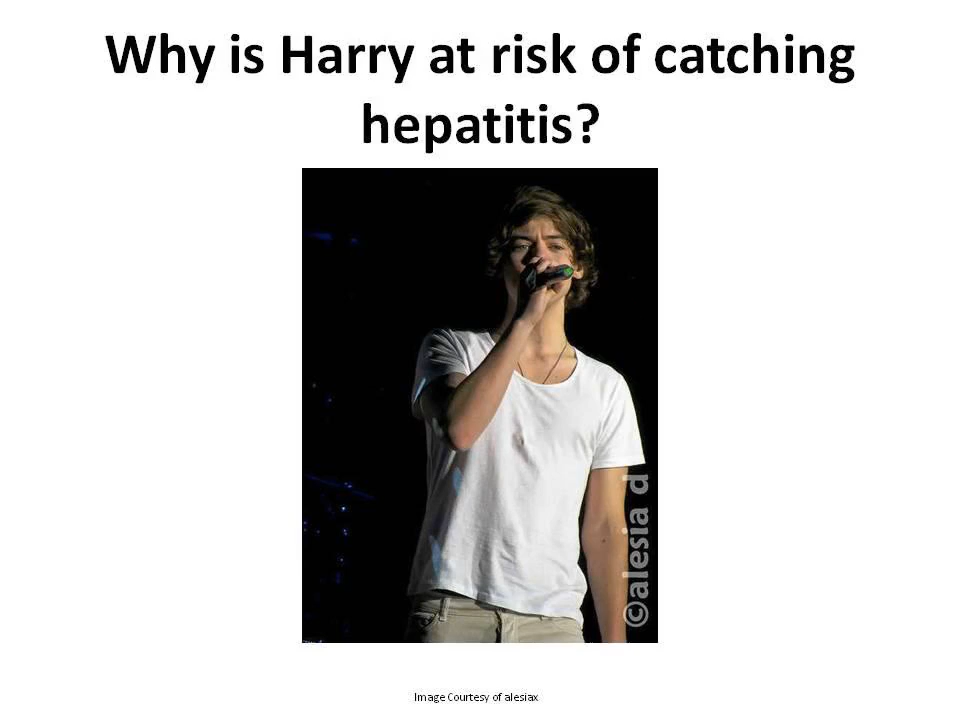 Why is Harry at risk of catching
hepatitis?
©alesia d
Image Courtesy of alesiax